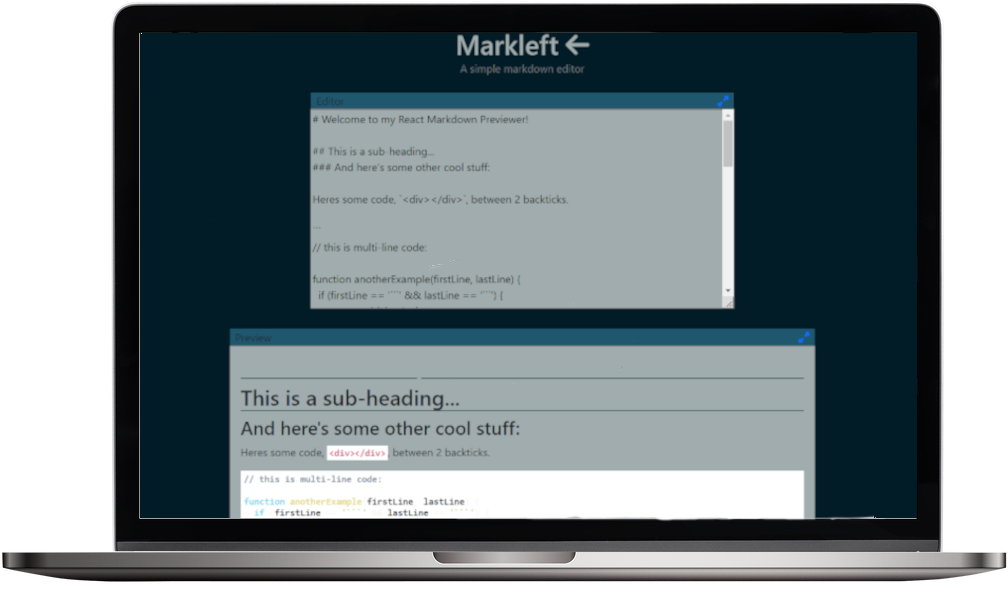 Markleft
A simple markdown editor
Editor
# Welcome to my React Markdown Previewer!
## This is a sub-heading...
### And here's some other cool stuff:
Heres some code, `<div></div>`, between 2 backticks.
```
// this is multi-line code:
function anotherExample(firstLine, lastLine) {
if (firstLine == '```' && lastLine == '```') {
Preview
This is a sub-heading...
And here's some other cool stuff:
Heres some code, <div></div>, between 2 backticks.
// this is multi-line code:
function anotherExample firstLine lastLine
if firstLine lastLine